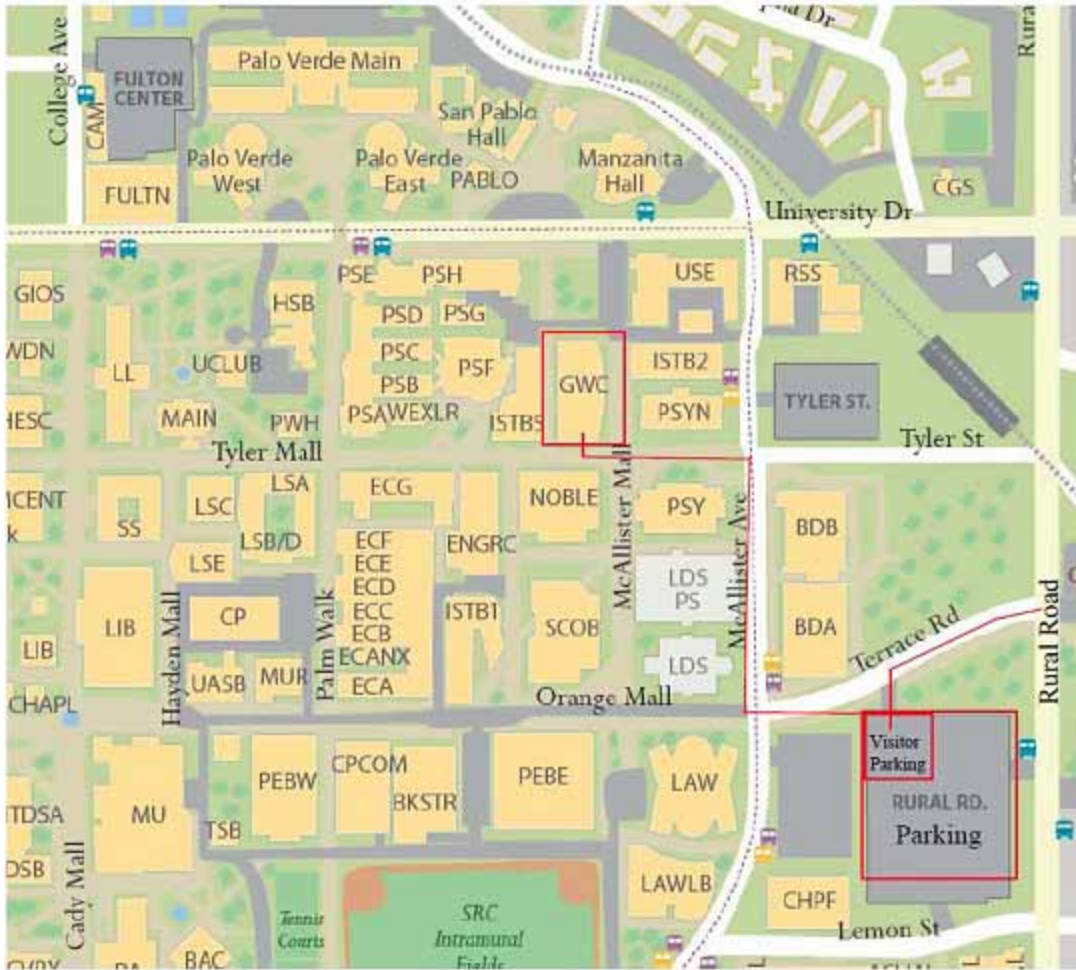 College Ave
FULTON
CENTER
CAM
FULTN
Palo Verde Main
San Pablo
Hall
Palo Verde
West
Palo Verde
East
PABLO
Manzanita
Hall
CGS
University Dr
GIOS
HSB
PSE
PSH
USE
RSS
PSD
PSG
WDN
LL
UCLUB
PSC
PSF
PSB
GWC
ISTB2
HESC
MAIN
PWH
PSA
WEXLR
ISTB5
PSYN
TYLER ST.
Tyler Mall
Tyler St
SS
LSC
LSA
LSB/D
LSE
ECG
NOBLE
McAllister Mall
PSY
McAllister Ave
BDB
ECF
ECE
ECD
ECC
ECB
ECANX
ECA
ENGRC
ISTB1
SCOB
LDS
PS
LDS
BDA
Terrace Rd
Rural Road
LIB
LIB
Hayden Mall
CP
UASB
MUR
Palm Walk
CHAPL
Orange Mall
MU
TSB
PEBW
CPCOM
BKSTR
PEBE
LAW
Visitor
Parking
RURAL RD.
Parking
TDSA
DSB
Cady Mall
LAWLB
CHPF
Lemon St
BAC
Tennis
Courts
SRC
Intramural
Fields